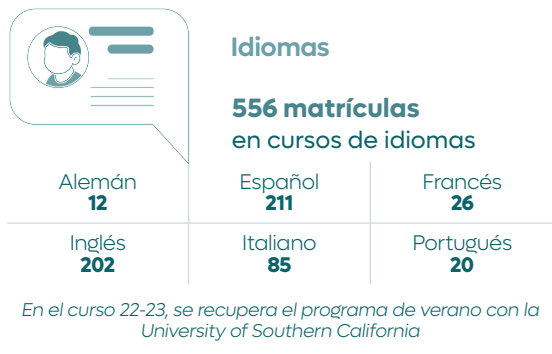 Idiomas
556 matrículas
en cursos de idiomas
Alemán
12
Español
211
Francés
26
Inglés
202
Italiano
85
Portugués
20
En el curso 22-23, se recupera el programa de verano con la
University of Southern California